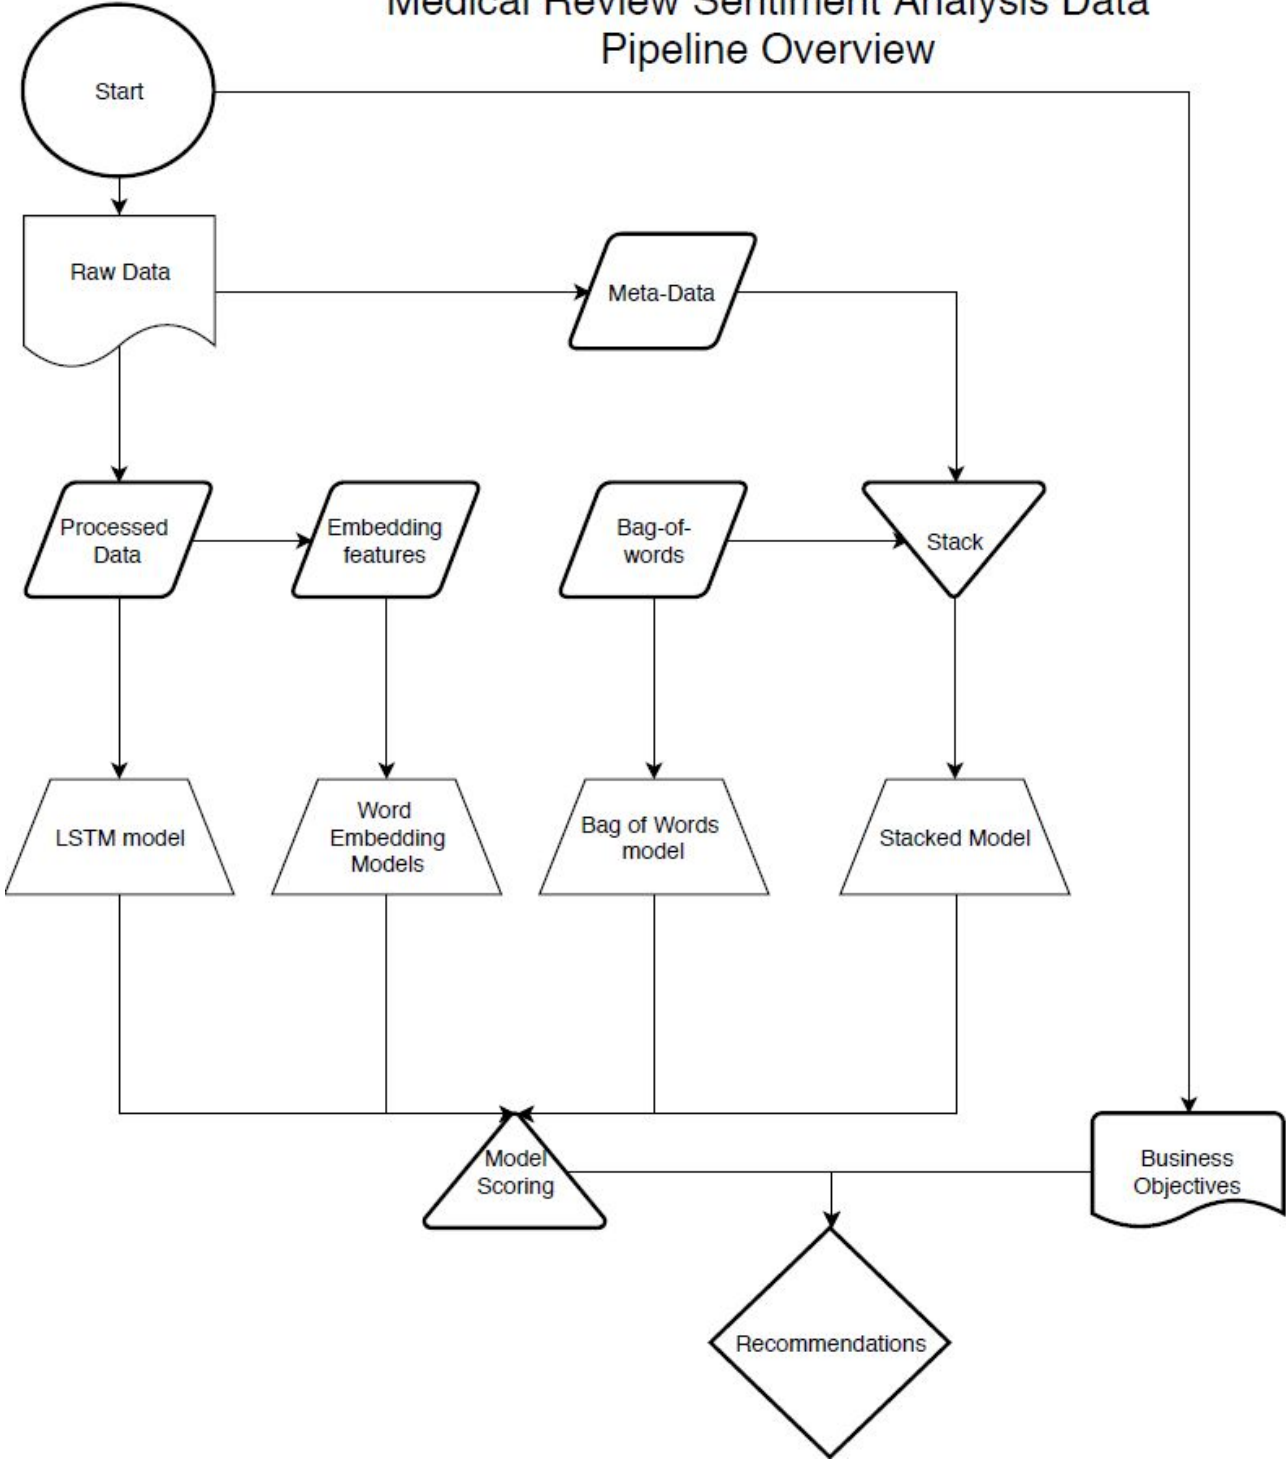 Medical Review Sentiment Analysis Data
Pipeline Overview
Start
Raw Data
Meta-Data
Processed
Data
Embedding
features
Bag-of-
words
Stack
LSTM model
Word
Embedding
Models
Bag of Words
model
Stacked Model
Model
Scoring
Business
Objectives
Recommendations